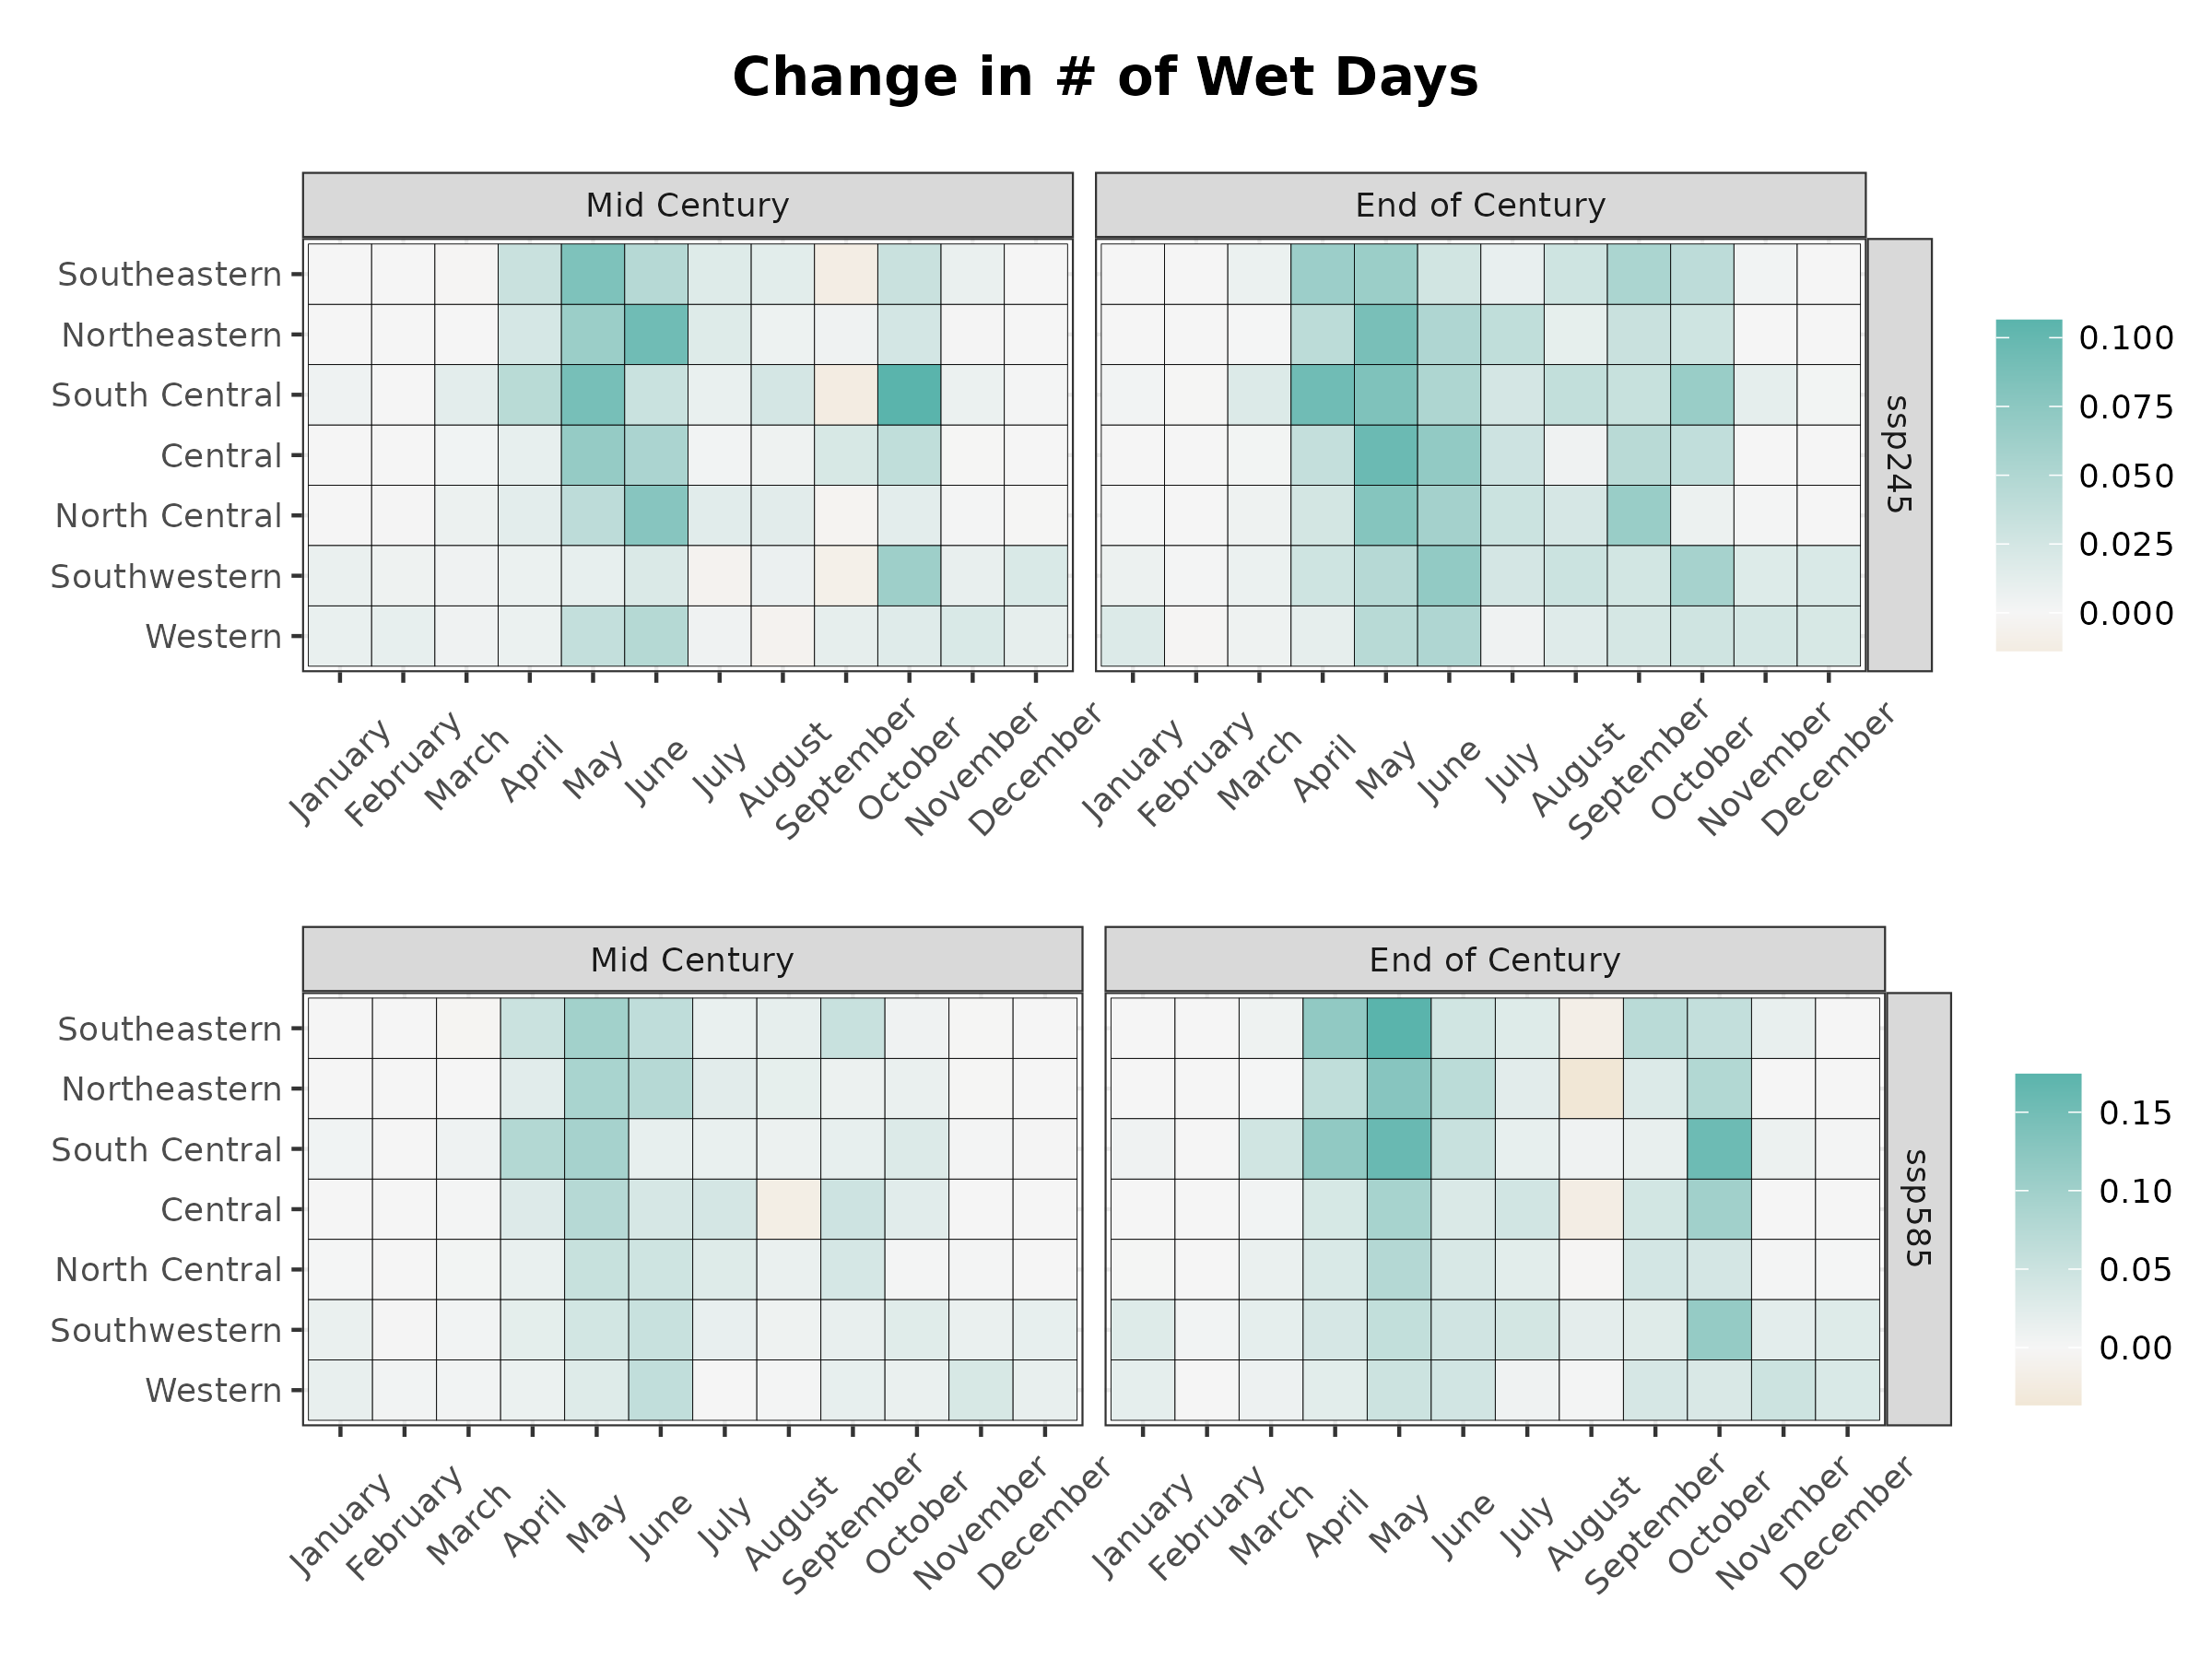 Change in # of Wet Days
Mid Century
End of Century
Southeastern
Northeastern
South Central
Central
North Central
Southwestern
Western
ssp245
0.100
0.075
0.050
0.025
0.000
January
February
March
April
May
June
July
August
September
October
November
December
January
February
March
April
May
June
July
August
September
October
November
December
Mid Century
End of Century
Southeastern
Northeastern
South Central
Central
North Central
Southwestern
Western
ssp585
0.15
0.10
0.05
0.00
January
February
March
April
May
June
July
August
September
October
November
December
January
February
March
April
May
June
July
August
September
October
November
December